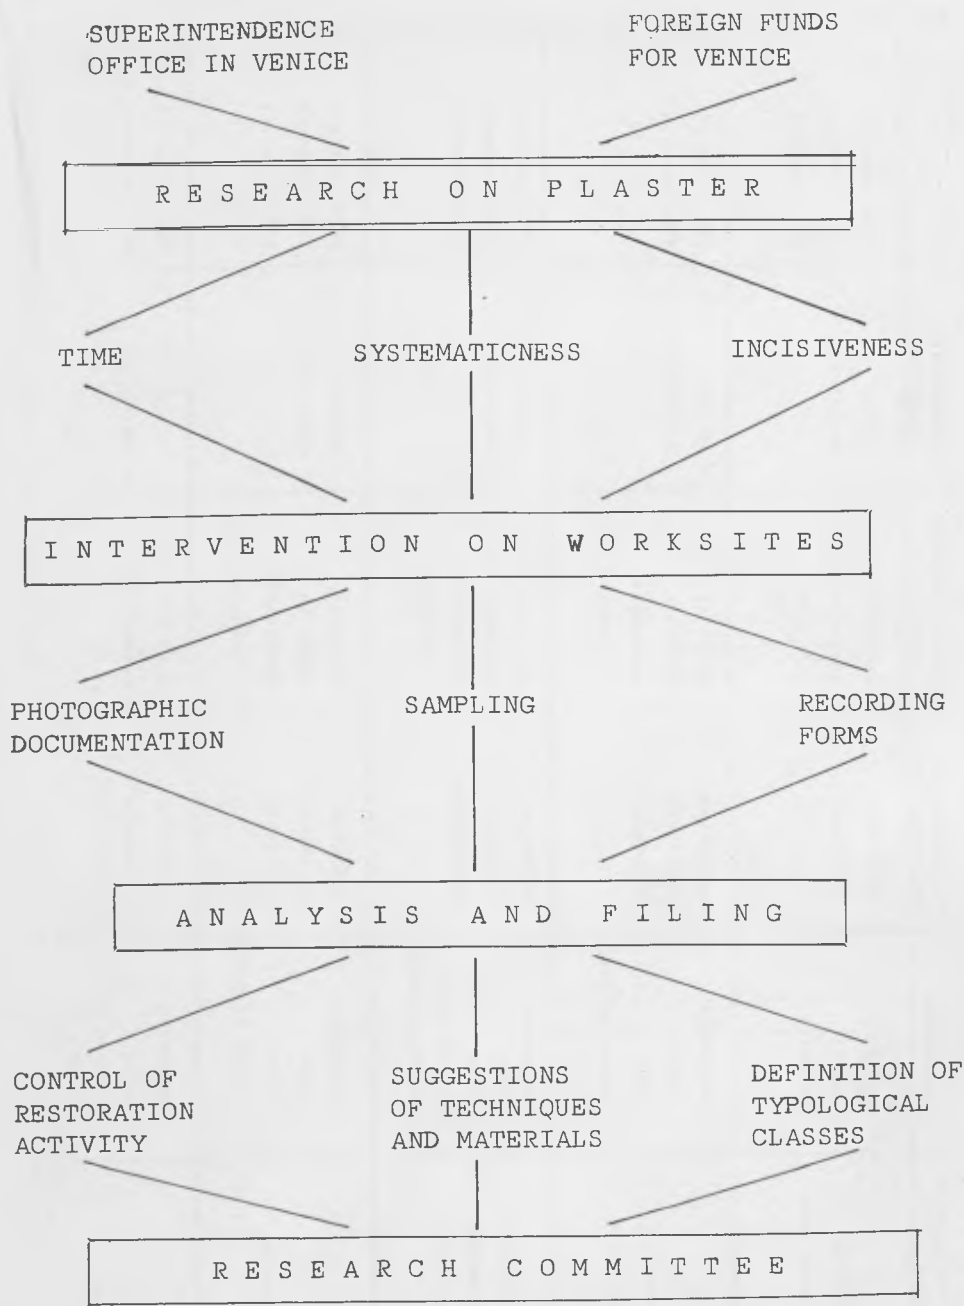 SUPERINTENDENCE
OFFICE IN VENICE
FOREIGN FUNDS
FOR VENICE
RESEARCH ON PLASTER
TIME
SYSTEMATICNESS
INCISIVENESS
INTERVENTION ON WORKSITES
PHOTOGRAPHIC
DOCUMENTATION
SAMPLING
RECORDING
FORMS
ANALYSIS AND FILING
CONTROL OF
RESTORATION
ACTIVITY
SUGGESTIONS
OF TECHNIQUES
AND MATERIALS
DEFINITION OF
TYPOLOGICAL
CLASSES
RESEARCH COMMITTEE